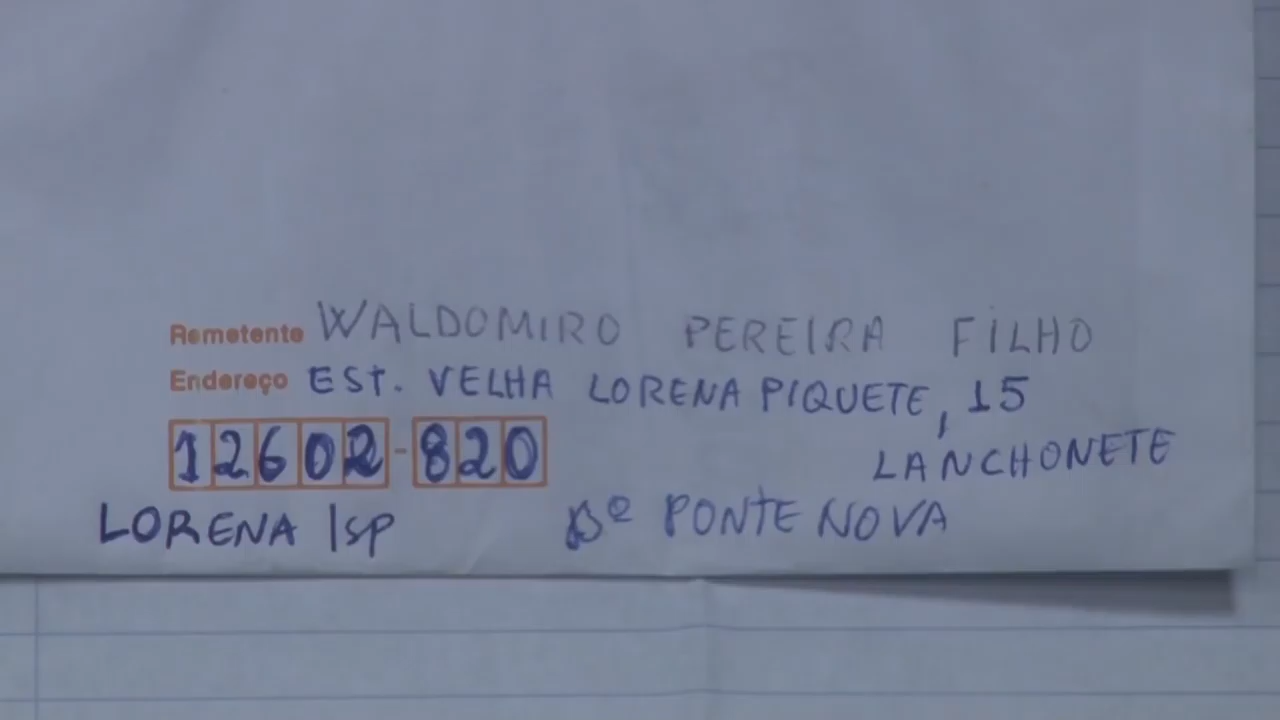 Remetente WALDOMIRO PEREIRA FILHO
Endereço EST. VELHA LORENA PIQUETE, 15
LANCHONETE
12602-820
LORENA / SP Bº PONTE NOVA